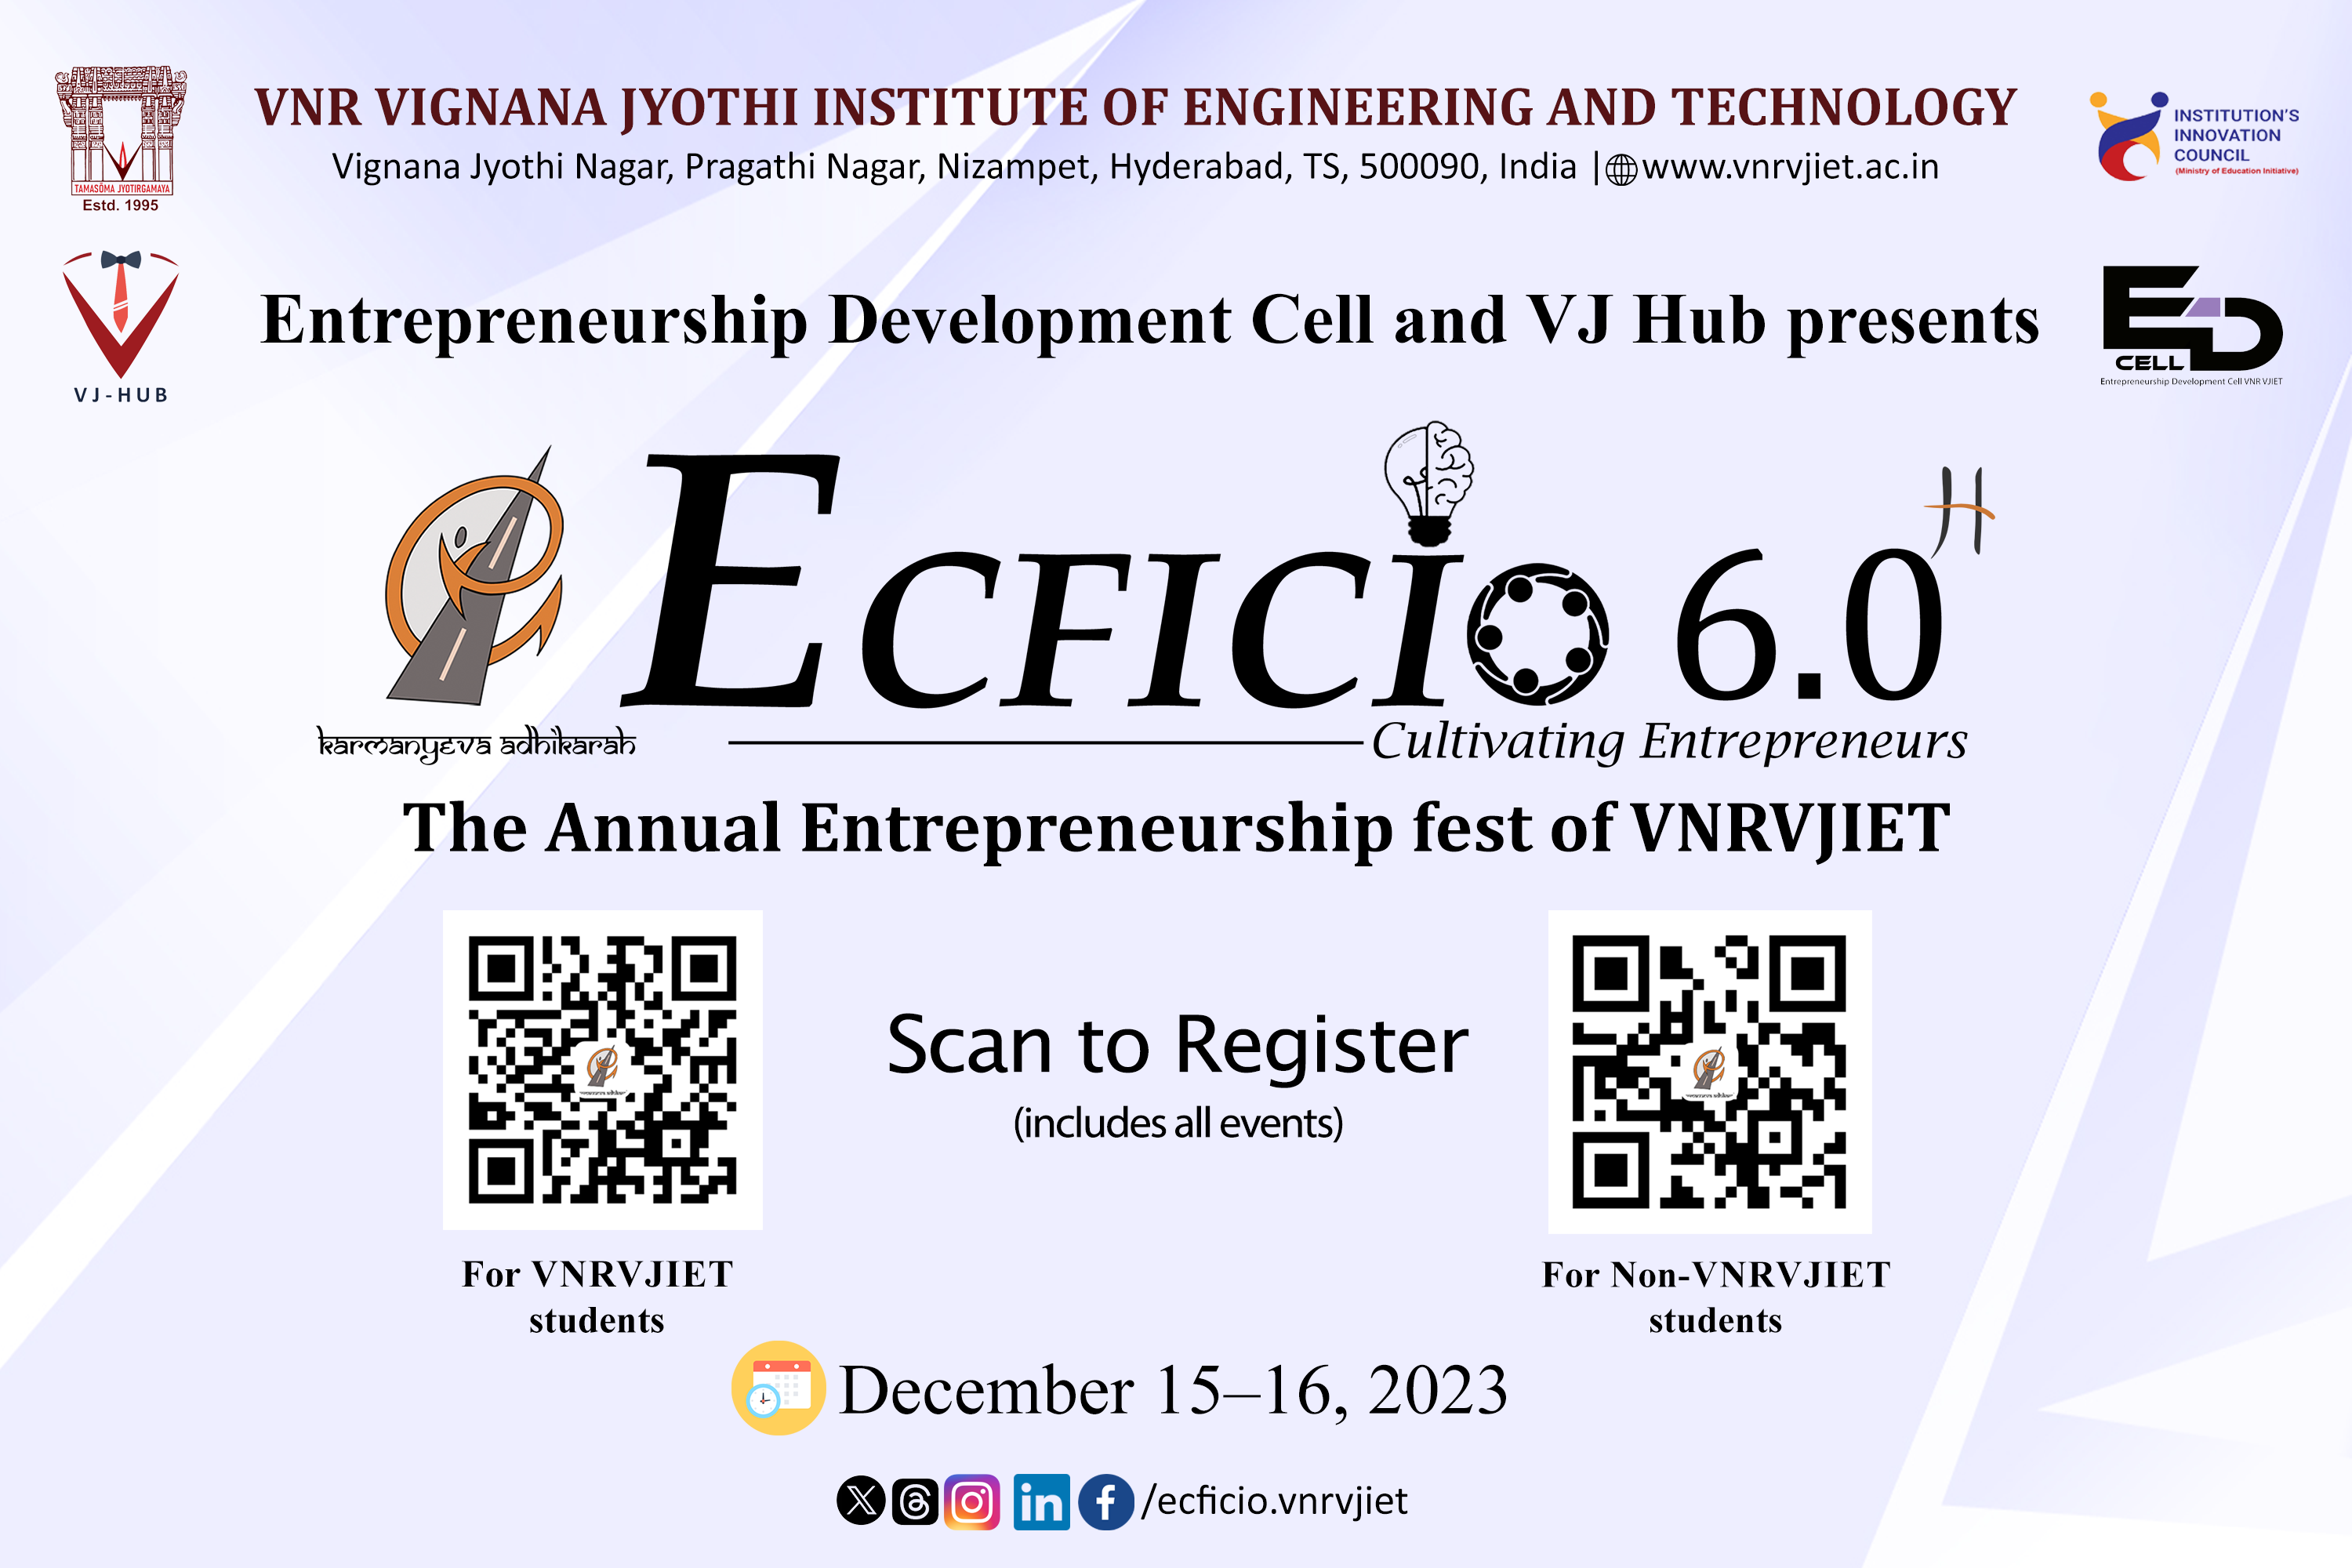 VNR VIGNANA JYOTHI INSTITUTE OF ENGINEERING AND TECHNOLOGY
Vignana Jyothi Nagar, Pragathi Nagar, Nizampet, Hyderabad, TS, 500090, India | www.vnrvjiet.ac.in
TAMASOMA JYOTIRGAMAYA
Estd. 1995
INSTITUTION'S
INNOVATION
COUNCIL
(Ministry of Education Initiative)
VJ-HUB
Entrepreneurship Development Cell and VJ Hub presents
ED
CELL
Entrepreneurship Development Cell VNR VJIET
ECFICIO 6.0
karmanyeva adhikarah
Cultivating Entrepreneurs
The Annual Entrepreneurship fest of VNRVJIET
Scan to Register
(includes all events)
For VNRVJIET
students
For Non-VNRVJIET
students
December 15–16, 2023
/ecficio.vnrvjiet